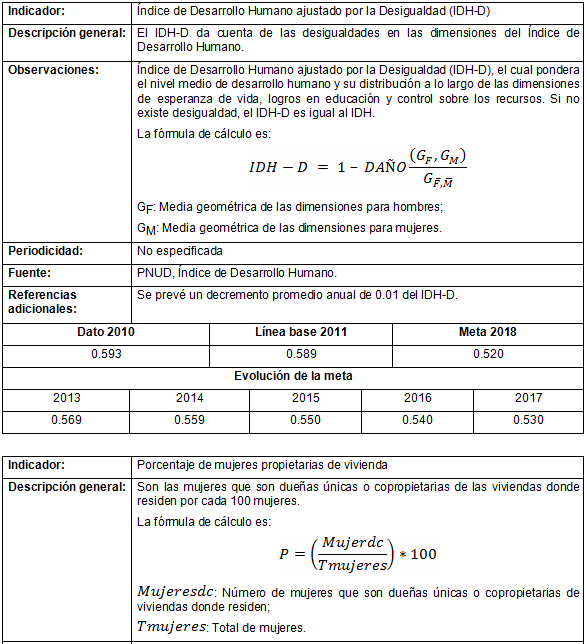 Indicador: Índice de Desarrollo Humano ajustado por la Desigualdad (IDH-D)
Descripción general: El IDH-D da cuenta de las desigualdades en las dimensiones del Índice de
Desarrollo Humano.
Observaciones: Índice de Desarrollo Humano ajustado por la Desigualdad (IDH-D), el cual pondera
el nivel medio de desarrollo humano y su distribución a lo largo de las dimensiones
de esperanza de vida, logros en educación y control sobre los recursos. Si no
existe desigualdad, el IDH-D es igual al IDH.
La fórmula de cálculo es:
IDH − D = 1 − DAÑO (G_F, G_M) / G_F̅,M̅
G_F: Media geométrica de las dimensiones para hombres;
G_M: Media geométrica de las dimensiones para mujeres.
Periodicidad: No especificada
Fuente: PNUD, Índice de Desarrollo Humano.
Referencias Se prevé un decremento promedio anual de 0.01 del IDH-D.
adicionales:
Dato 2010 Línea base 2011 Meta 2018
0.593 0.589 0.520
Evolución de la meta
2013 2014 2015 2016 2017
0.569 0.559 0.550 0.540 0.530
Indicador: Porcentaje de mujeres propietarias de vivienda
Descripción general: Son las mujeres que son dueñas únicas o copropietarias de las viviendas donde
residen por cada 100 mujeres.
La fórmula de cálculo es:
P = (Mujerdc / Tmujeres) * 100
Mujeresdc: Número de mujeres que son dueñas únicas o copropietarias de
viviendas donde residen;
Tmujeres: Total de mujeres.